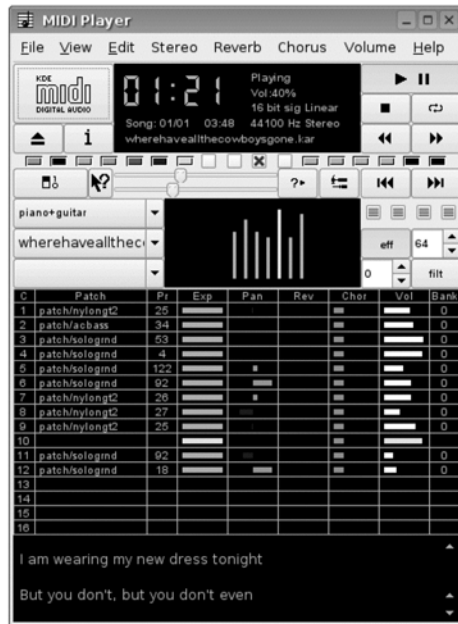 MIDI Player
File View Edit Stereo Reverb Chorus Volume Help
KDE
midi
DIGITAL AUDIO
01:21
Playing
Vol:40%
16 bit sig Linear
Song: 01/01 03:48 44100 Hz Stereo
wherehaveallthecowboysgone.kar
i
?
?
piano+guitar
wherehaveallthec
eff 64
0 filt
C Patch Pr Exp Pan Rev Chor Vol Bank
1 patch/nylongt2 25 0
2 patch/acbass 34 0
3 patch/sologrnd 53 0
4 patch/sologrnd 4 0
5 patch/sologrnd 122 0
6 patch/sologrnd 92 0
7 patch/nylongt2 26 0
8 patch/nylongt2 27 0
9 patch/nylongt2 25 0
10
11 patch/sologrnd 92 0
12 patch/sologrnd 18 0
13
14
15
16
I am wearing my new dress tonight
But you don't, but you don't even